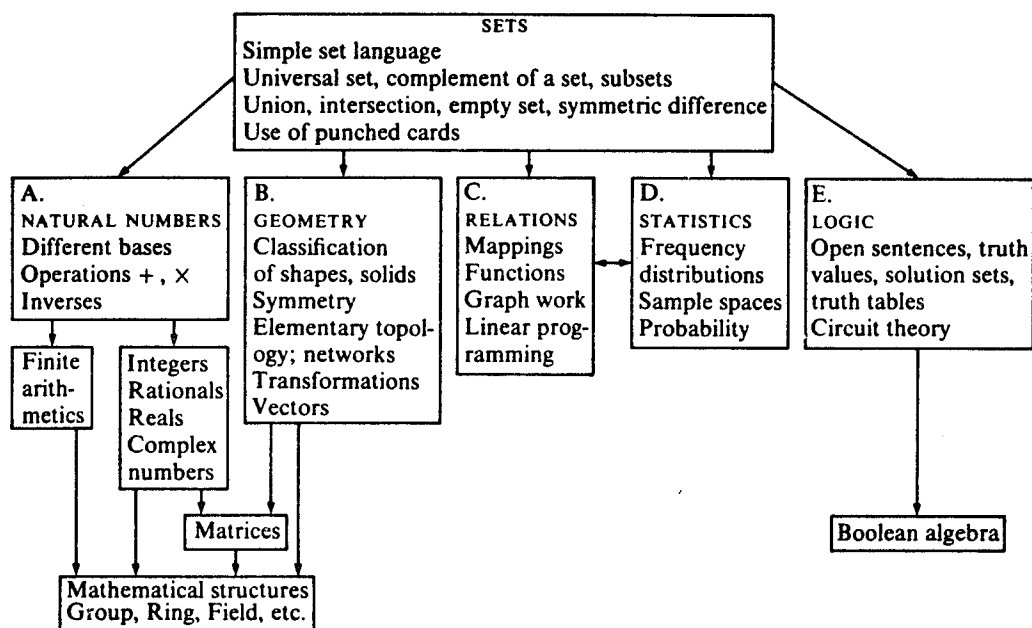 SETS
Simple set language
Universal set, complement of a set, subsets
Union, intersection, empty set, symmetric difference
Use of punched cards
A.
NATURAL NUMBERS
Different bases
Operations +, ×
Inverses
B.
GEOMETRY
Classification
of shapes, solids
Symmetry
Elementary topol-
ogy; networks
Transformations
Vectors
C.
RELATIONS
Mappings
Functions
Graph work
Linear prog-
ramming
D.
STATISTICS
Frequency
distributions
Sample spaces
Probability
E.
LOGIC
Open sentences, truth
values, solution sets,
truth tables
Circuit theory
Finite
arith-
metics
Integers
Rationals
Reals
Complex
numbers
Matrices
Boolean algebra
Mathematical structures
Group, Ring, Field, etc.